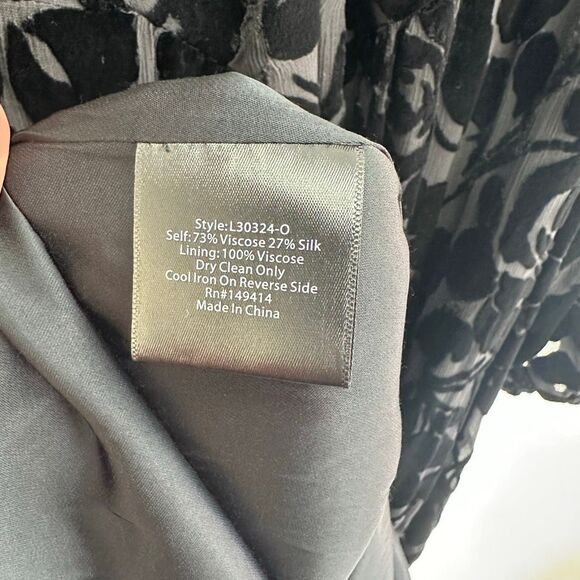 Style:L30324-O
Self:73% Viscose 27% Silk
Lining:100% Viscose
Dry Clean Only
Cool Iron On Reverse Side
Rn#149414
Made In China